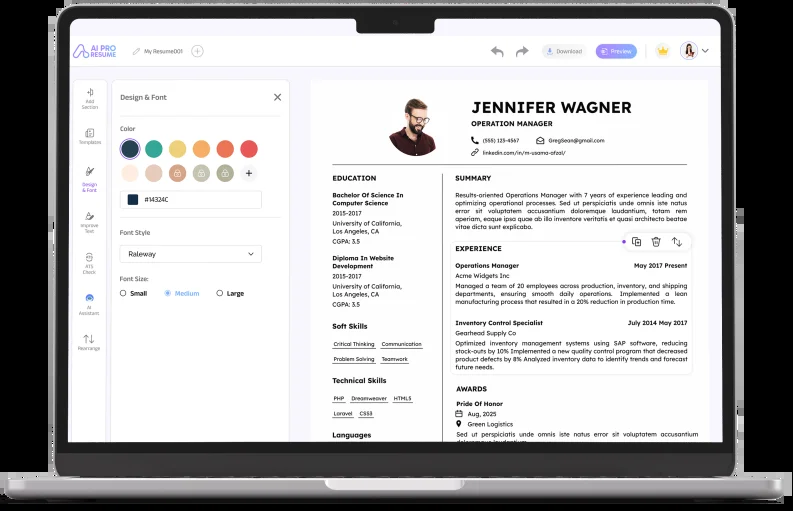 AI PRO
RESUME
My Resume001
Download
Preview
Add
Section
Templates
Design
& Font
Improve
Text
ATS
Check
AI
Assistant
Rearrange
Design & Font
Color
#14324C
Font Style
Raleway
Font Size:
Small
Medium
Large
JENNIFER WAGNER
OPERATION MANAGER
(555) 123-4567
GregSean@gmail.com
linkedin.com/in/m-usama-afzal/
EDUCATION
Bachelor Of Science In
Computer Science
2015-2017
University of California,
Los Angeles, CA
CGPA: 3.5
Diploma In Website
Development
2015-2017
University of California,
Los Angeles, CA
CGPA: 3.5
Soft Skills
Critical Thinking Communication
Problem Solving Teamwork
Technical Skills
PHP Dreamweaver HTML5
Laravel CSS3
Languages
SUMMARY
Results-oriented Operations Manager with 7 years of experience leading and
optimizing operational processes. Sed ut perspiciatis unde omnis iste natus
error sit voluptatem accusantium doloremque laudantium, totam rem
aperiam, eaque ipsa quae ab illo inventore veritatis et quasi architecto beatae
vitae dicta sunt explicabo.
EXPERIENCE
Operations Manager May 2017 Present
Acme Widgets Inc
Managed a team of 20 employees across production, inventory, and shipping
departments, ensuring smooth daily operations. Implemented a lean
manufacturing process that resulted in a 20% reduction in production time.
Inventory Control Specialist July 2014 May 2017
Gearhead Supply Co
Optimized inventory management systems using SAP software, reducing
stock-outs by 10% Implemented a new quality control program that decreased
product defects by 8% Analyzed inventory data to identify trends and forecast
future needs.
AWARDS
Pride Of Honor
Aug, 2025
Green Logistics
Sed ut perspiciatis unde omnis iste natus error sit voluptatem accusantium